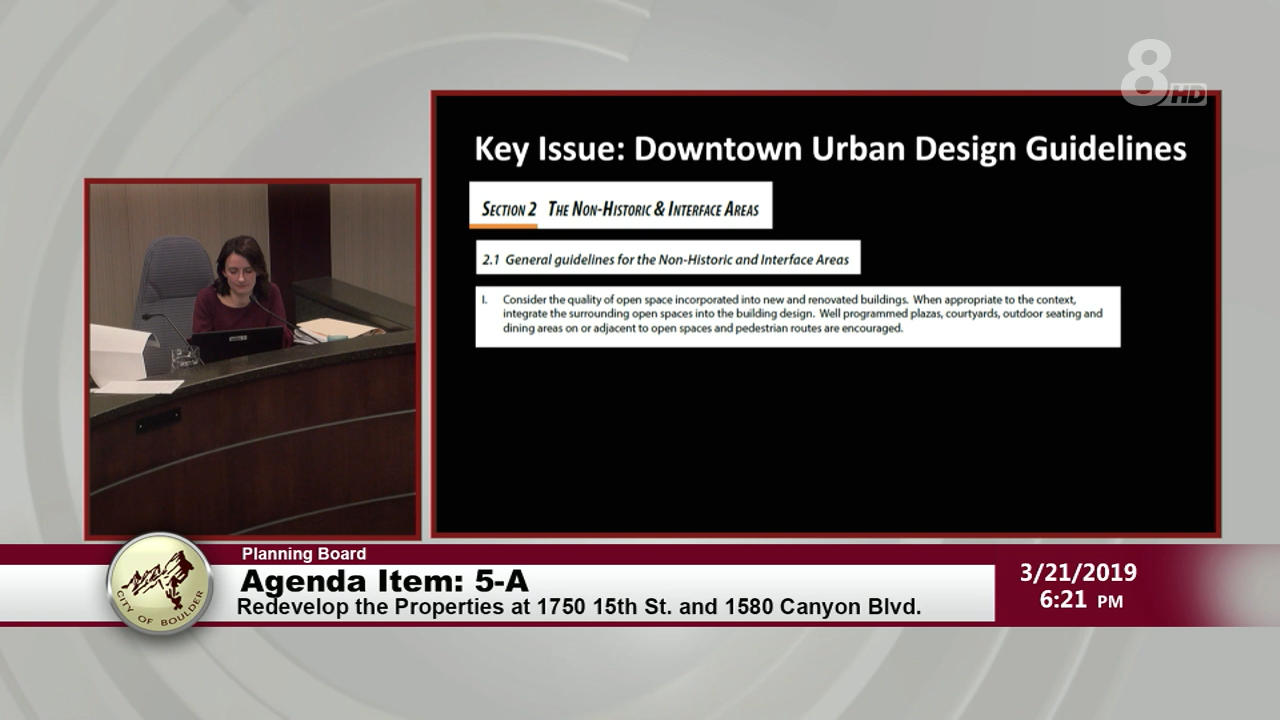 8HD
Key Issue: Downtown Urban Design Guidelines
SECTION 2 THE NON-HISTORIC & INTERFACE AREAS
2.1 General guidelines for the Non-Historic and Interface Areas
I. Consider the quality of open space incorporated into new and renovated buildings. When appropriate to the context,
integrate the surrounding open spaces into the building design. Well programmed plazas, courtyards, outdoor seating and
dining areas on or adjacent to open spaces and pedestrian routes are encouraged.
Planning Board
Agenda Item: 5-A
Redevelop the Properties at 1750 15th St. and 1580 Canyon Blvd.
CITY OF BOULDER
3/21/2019
6:21 PM